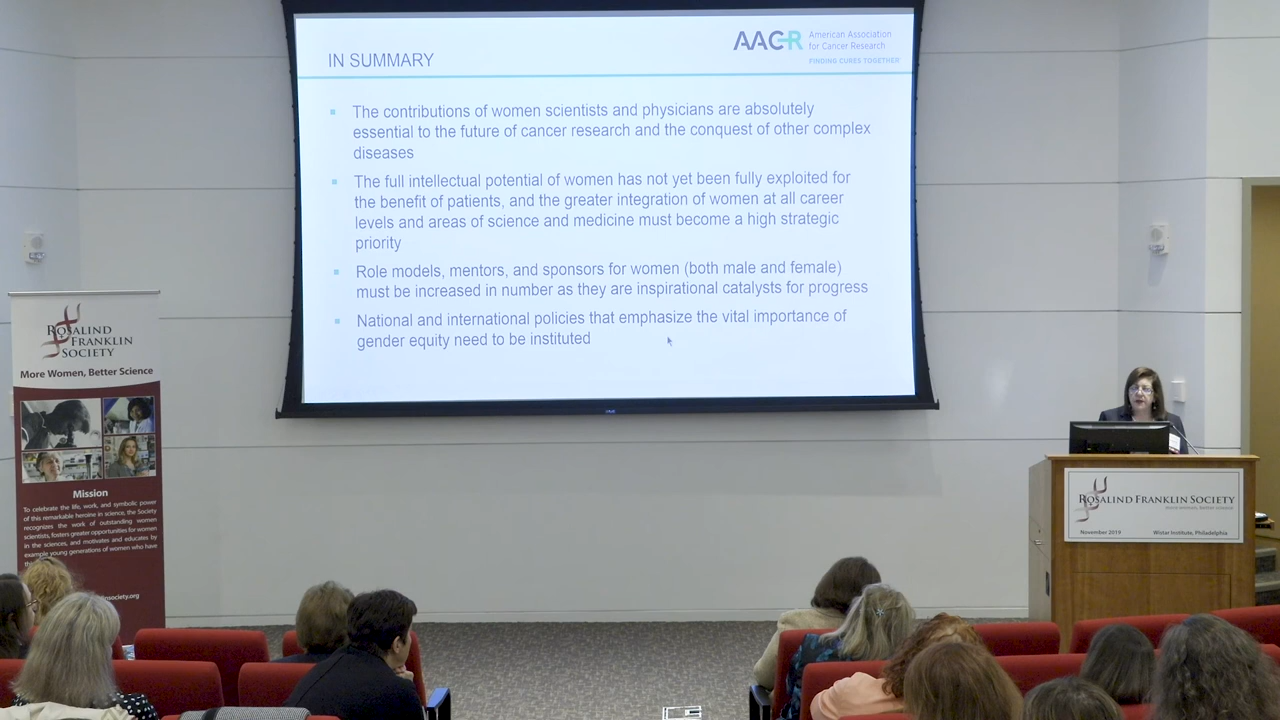 IN SUMMARY
AACR
American Association
for Cancer Research
FINDING CURES TOGETHER
The contributions of women scientists and physicians are absolutely
essential to the future of cancer research and the conquest of other complex
diseases
The full intellectual potential of women has not yet been fully exploited for
the benefit of patients, and the greater integration of women at all career
levels and areas of science and medicine must become a high strategic
priority
Role models, mentors, and sponsors for women (both male and female)
must be increased in number as they are inspirational catalysts for progress
National and international policies that emphasize the vital importance of
gender equity need to be instituted
ROSALIND
FRANKLIN
SOCIETY
More Women, Better Science
Mission
To celebrate the life, work, and symbolic power
of this remarkable heroine in science, the Society
recognizes the work of outstanding women
scientists, fosters greater opportunities for women
in the sciences, and motivates and educates by
example young generations of women who have
ROSALIND FRANKLIN SOCIETY
More Women, Better Science
November 2019 Wistar Institute, Philadelphia